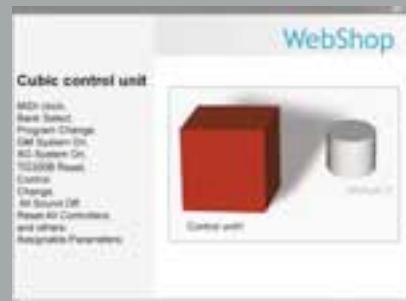 WebShop
Cubic control unit
MIDI clock,
Bank Select,
Program Change,
GM System On,
XG System On,
TG300B Reset,
Control
Change,
All Sound Off
Reset All Controllers
and others:
Assignable Parameters
Control unit1